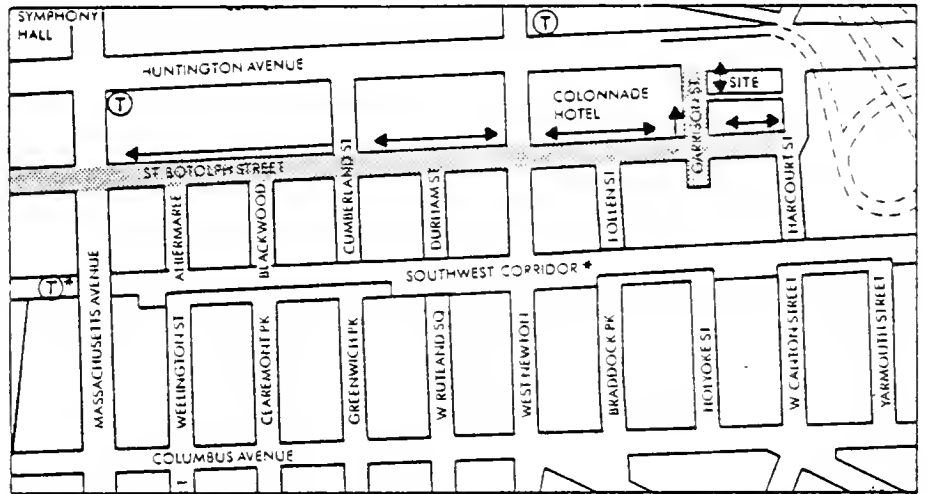 SYMPHONY
HALL
T
HUNTINGTON AVENUE
T
COLONNADE
HOTEL
GARRISON ST.
SITE
ST. BOTOLPH STREET
CUMBERLAND ST
DURHAM ST
FOLLEN ST
HARCOURT ST
BLACKWOOD
SOUTHWEST CORRIDOR *
T *
MASSACHUSETTS AVENUE
WELLINGTON ST
CLAREMONT PK
GREENWICH PK
W RUTLAND SQ
WEST NEWTON
BRADDOCK PK
HOLYOKE ST
W CANTON STREET
YARMOUTH STREET
COLUMBUS AVENUE